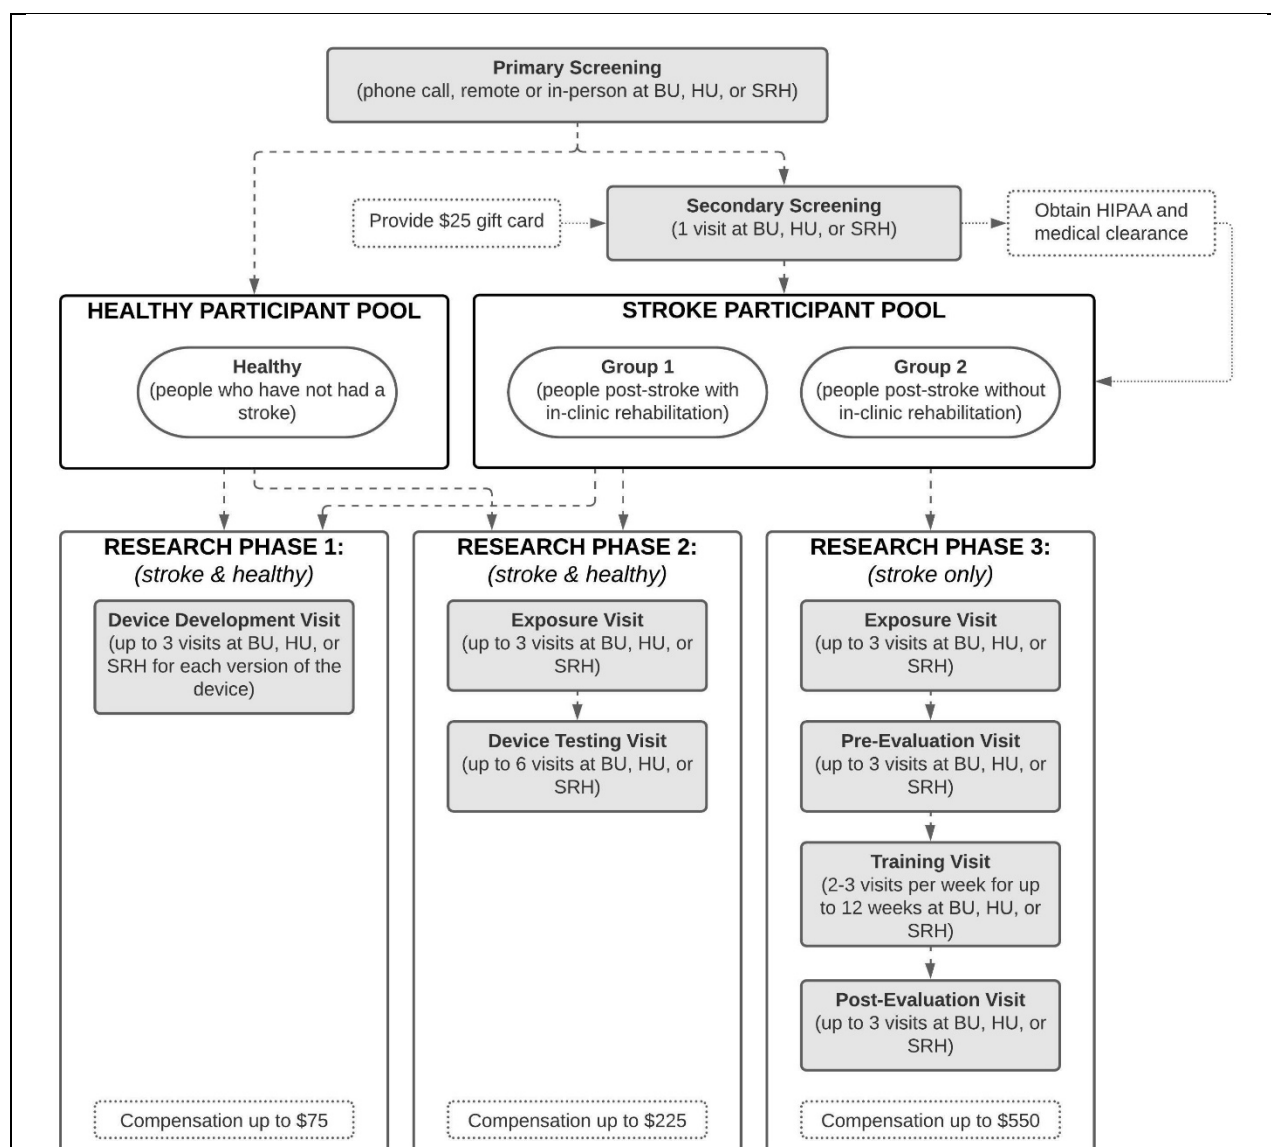 Primary Screening
(phone call, remote or in-person at BU, HU, or SRH)
Provide $25 gift card
Secondary Screening
(1 visit at BU, HU, or SRH)
Obtain HIPAA and
medical clearance
HEALTHY PARTICIPANT POOL
Healthy
(people who have not had a
stroke)
STROKE PARTICIPANT POOL
Group 1
(people post-stroke with
in-clinic rehabilitation)
Group 2
(people post-stroke without
in-clinic rehabilitation)
RESEARCH PHASE 1:
(stroke & healthy)
Device Development Visit
(up to 3 visits at BU, HU, or
SRH for each version of the
device)
Compensation up to $75
RESEARCH PHASE 2:
(stroke & healthy)
Exposure Visit
(up to 3 visits at BU, HU, or
SRH)
Device Testing Visit
(up to 6 visits at BU, HU, or
SRH)
Compensation up to $225
RESEARCH PHASE 3:
(stroke only)
Exposure Visit
(up to 3 visits at BU, HU, or
SRH)
Pre-Evaluation Visit
(up to 3 visits at BU, HU, or
SRH)
Training Visit
(2-3 visits per week for up
to 12 weeks at BU, HU, or
SRH)
Post-Evaluation Visit
(up to 3 visits at BU, HU, or
SRH)
Compensation up to $550